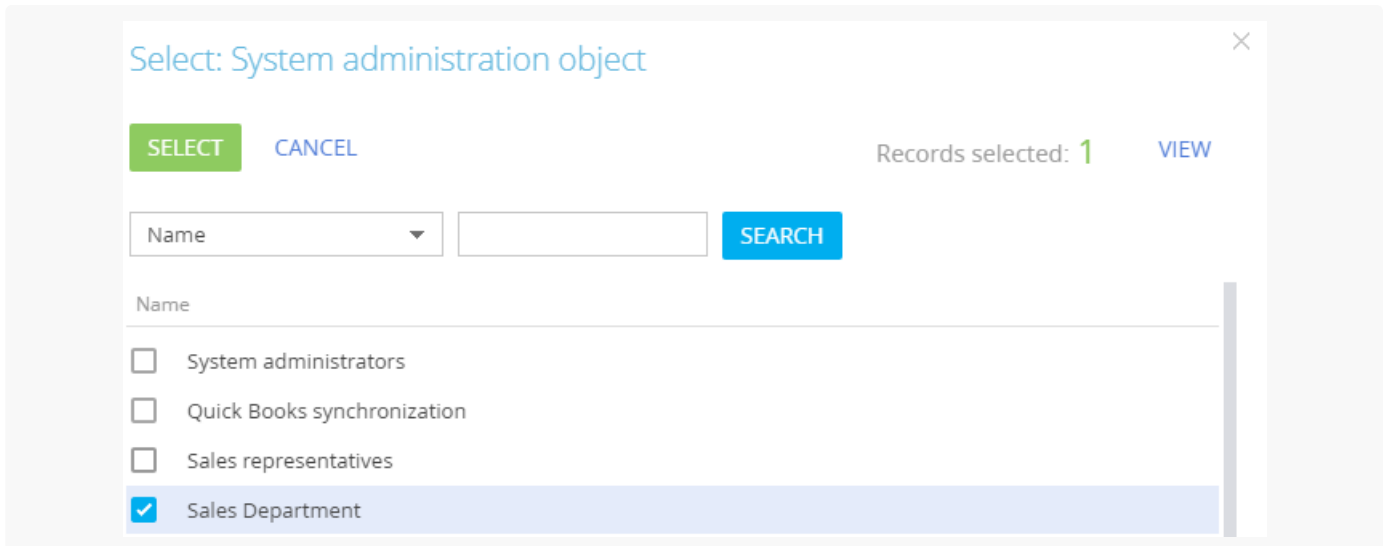 Select: System administration object
SELECT CANCEL Records selected: 1 VIEW
Name SEARCH
Name
System administrators
Quick Books synchronization
Sales representatives
Sales Department